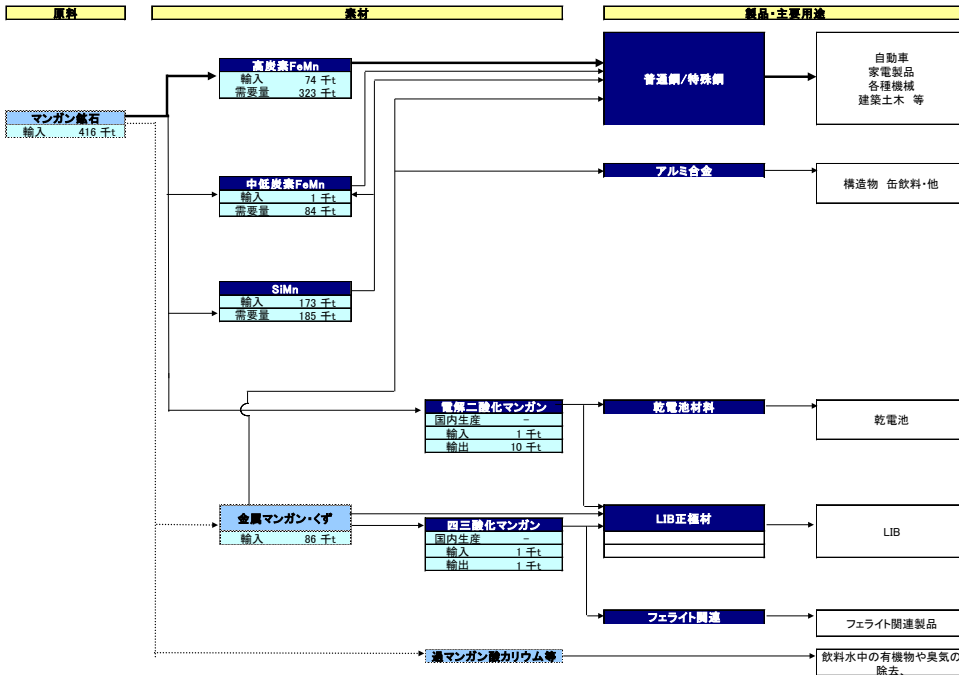 原料
素材
製品・主要用途
マンガン鉱石
輸入 416 千t
高炭素FeMn
輸入 74 千t
需要量 323 千t
中低炭素FeMn
輸入 1 千t
需要量 84 千t
SiMn
輸入 173 千t
需要量 185 千t
金属マンガン・くず
輸入 86 千t
電解二酸化マンガン
国内生産 -
輸入 1 千t
輸出 10 千t
四三酸化マンガン
国内生産 -
輸入 1 千t
輸出 1 千t
過マンガン酸カリウム等
普通鋼/特殊鋼
自動車
家電製品
各種機械
建築土木 等
アルミ合金
構造物 缶飲料・他
乾電池材料
乾電池
LIB正極材
LIB
フェライト関連
フェライト関連製品
飲料水中の有機物や臭気の
除去、